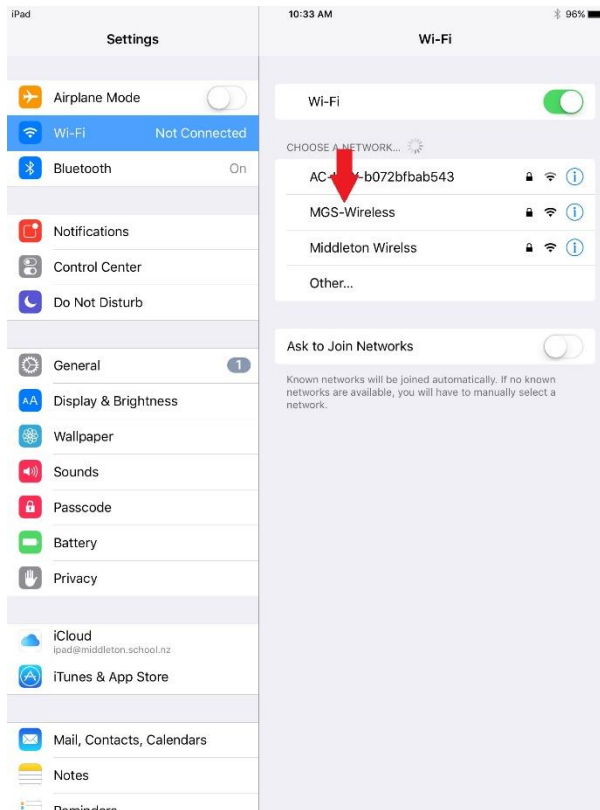 iPad
10:33 AM
96%
Settings
Airplane Mode
Wi-Fi Not Connected
Bluetooth On
Notifications
Control Center
Do Not Disturb
General 1
AA Display & Brightness
Wallpaper
Sounds
Passcode
Battery
Privacy
iCloud
ipad@middleton.school.nz
iTunes & App Store
Mail, Contacts, Calendars
Notes
Reminders
Wi-Fi
Wi-Fi
CHOOSE A NETWORK...
-b072bfbab543
MGS-Wireless
Middleton Wirelss
Other...
Ask to Join Networks
Known networks will be joined automatically. If no known
networks are available, you will have to manually select a
network.